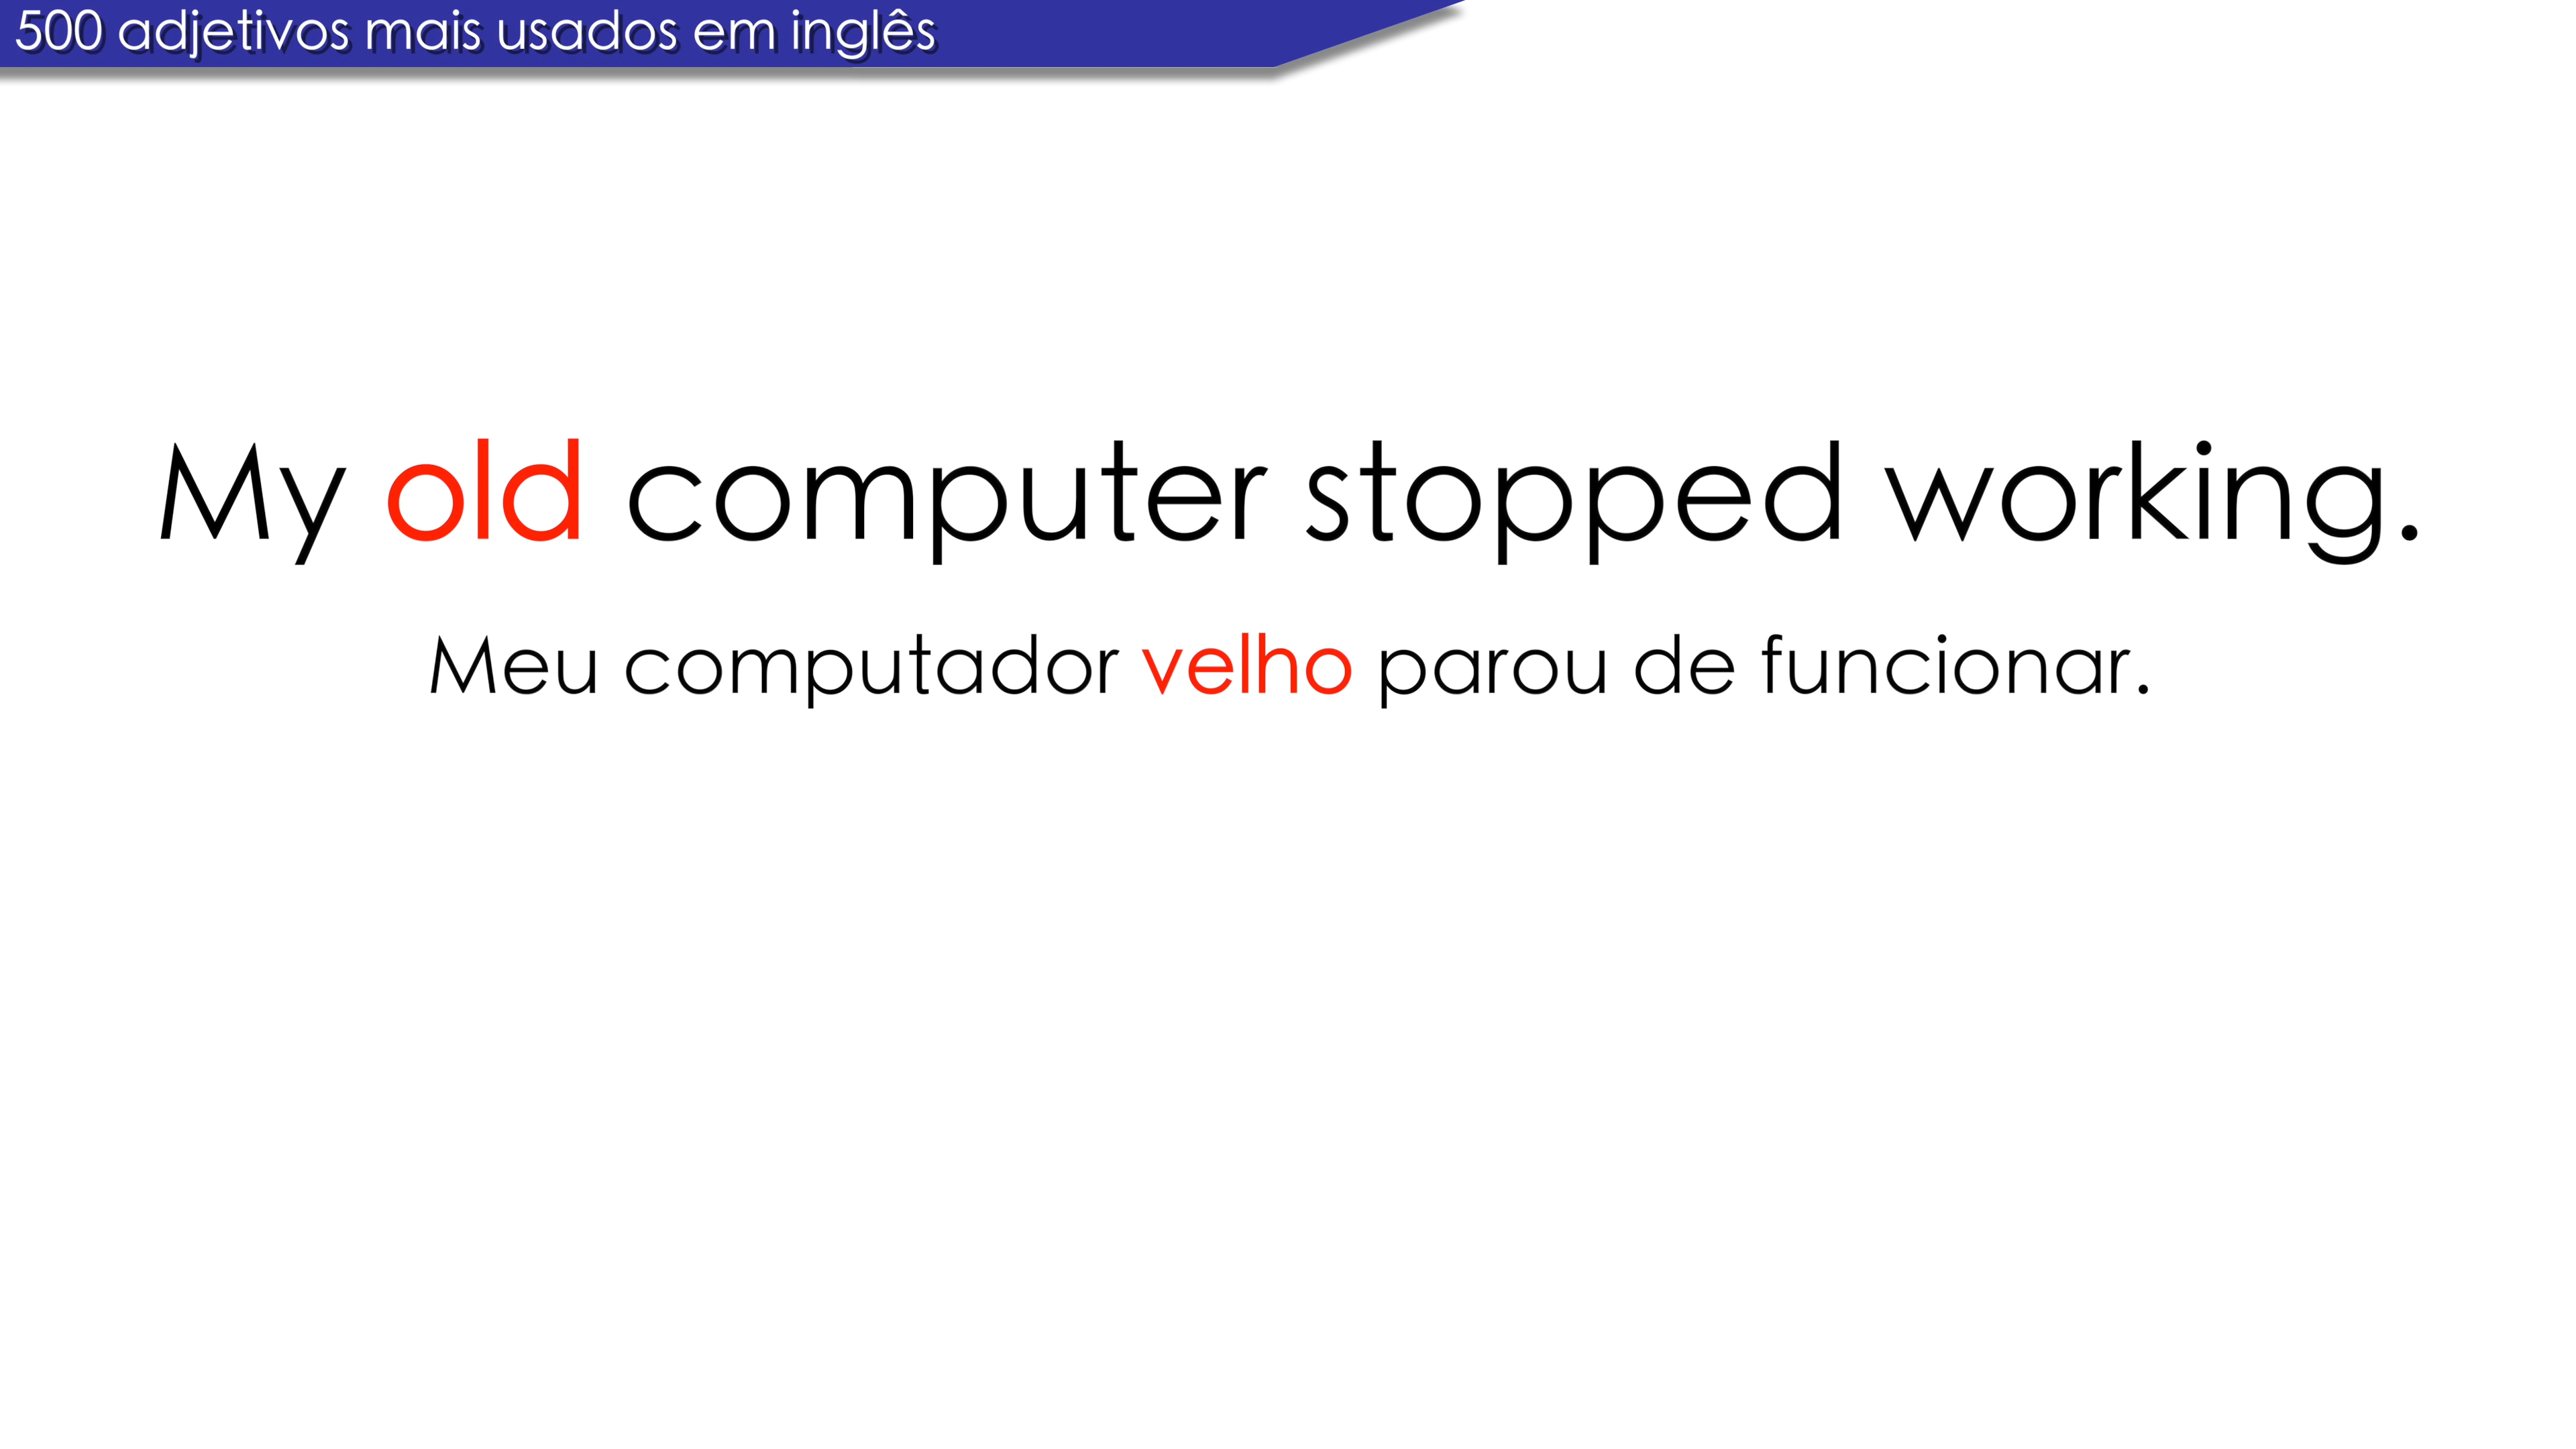 500 adjetivos mais usados em inglês
My old computer stopped working.
Meu computador velho parou de funcionar.